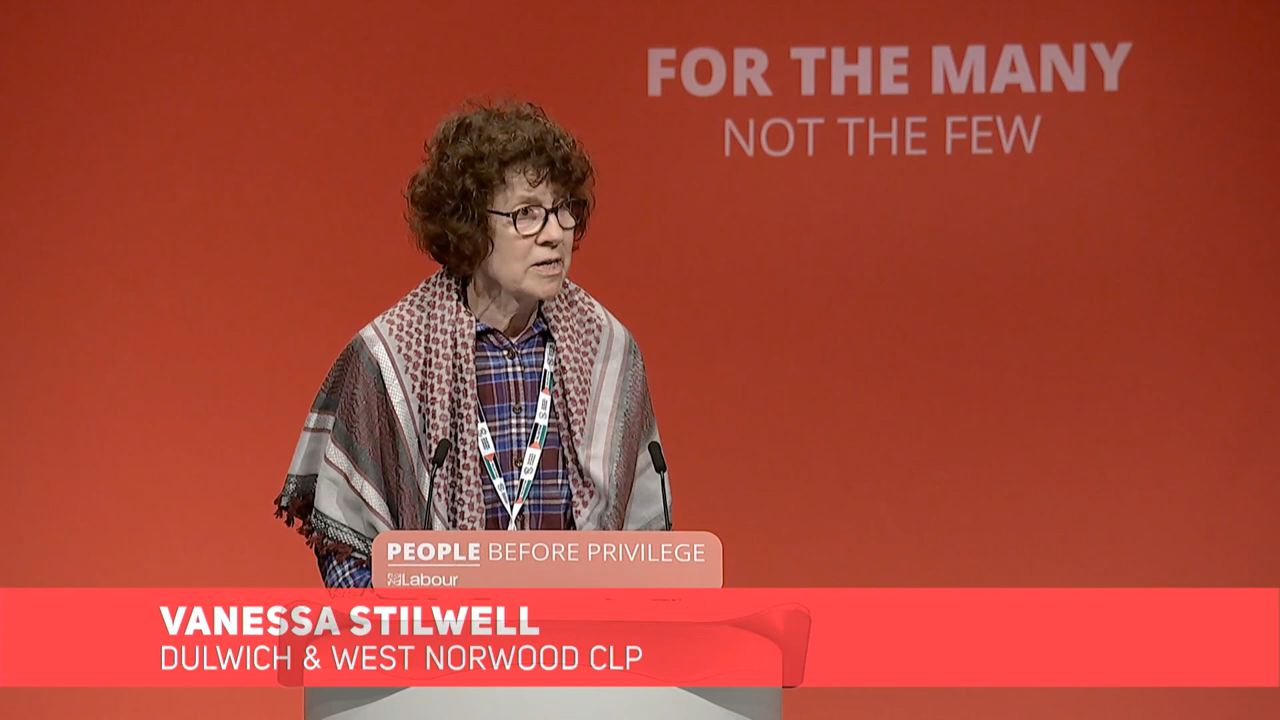 FOR THE MANY
NOT THE FEW
PEOPLE BEFORE PRIVILEGE
Labour
VANESSA STILWELL
DULWICH & WEST NORWOOD CLP